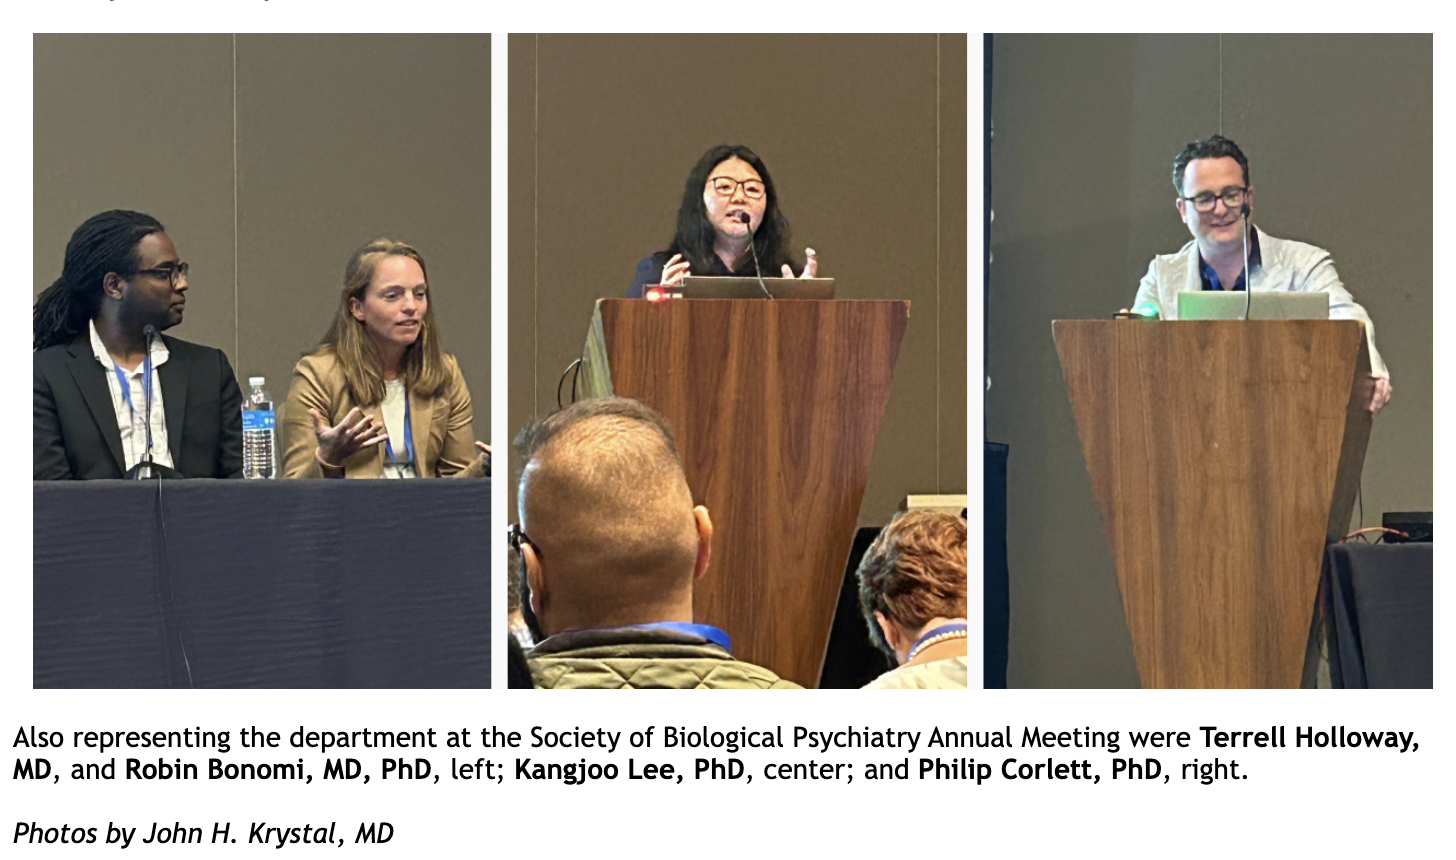 Also representing the department at the Society of Biological Psychiatry Annual Meeting were Terrell Holloway,
MD, and Robin Bonomi, MD, PhD, left; Kangjoo Lee, PhD, center; and Philip Corlett, PhD, right.
Photos by John H. Krystal, MD